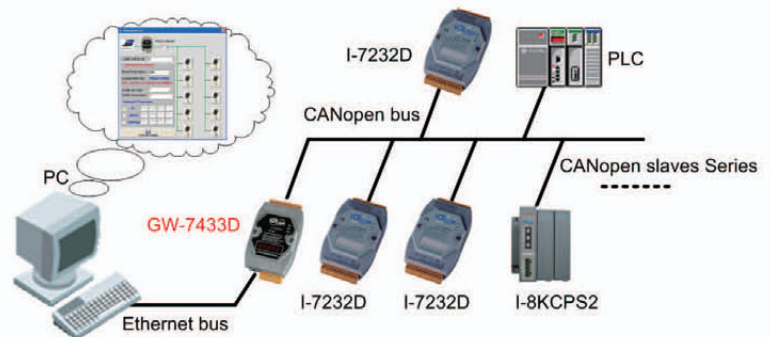 I-7232D
PLC
CANopen bus
CANopen slaves Series
PC
GW-7433D
I-7232D
I-7232D
I-8KCPS2
Ethernet bus